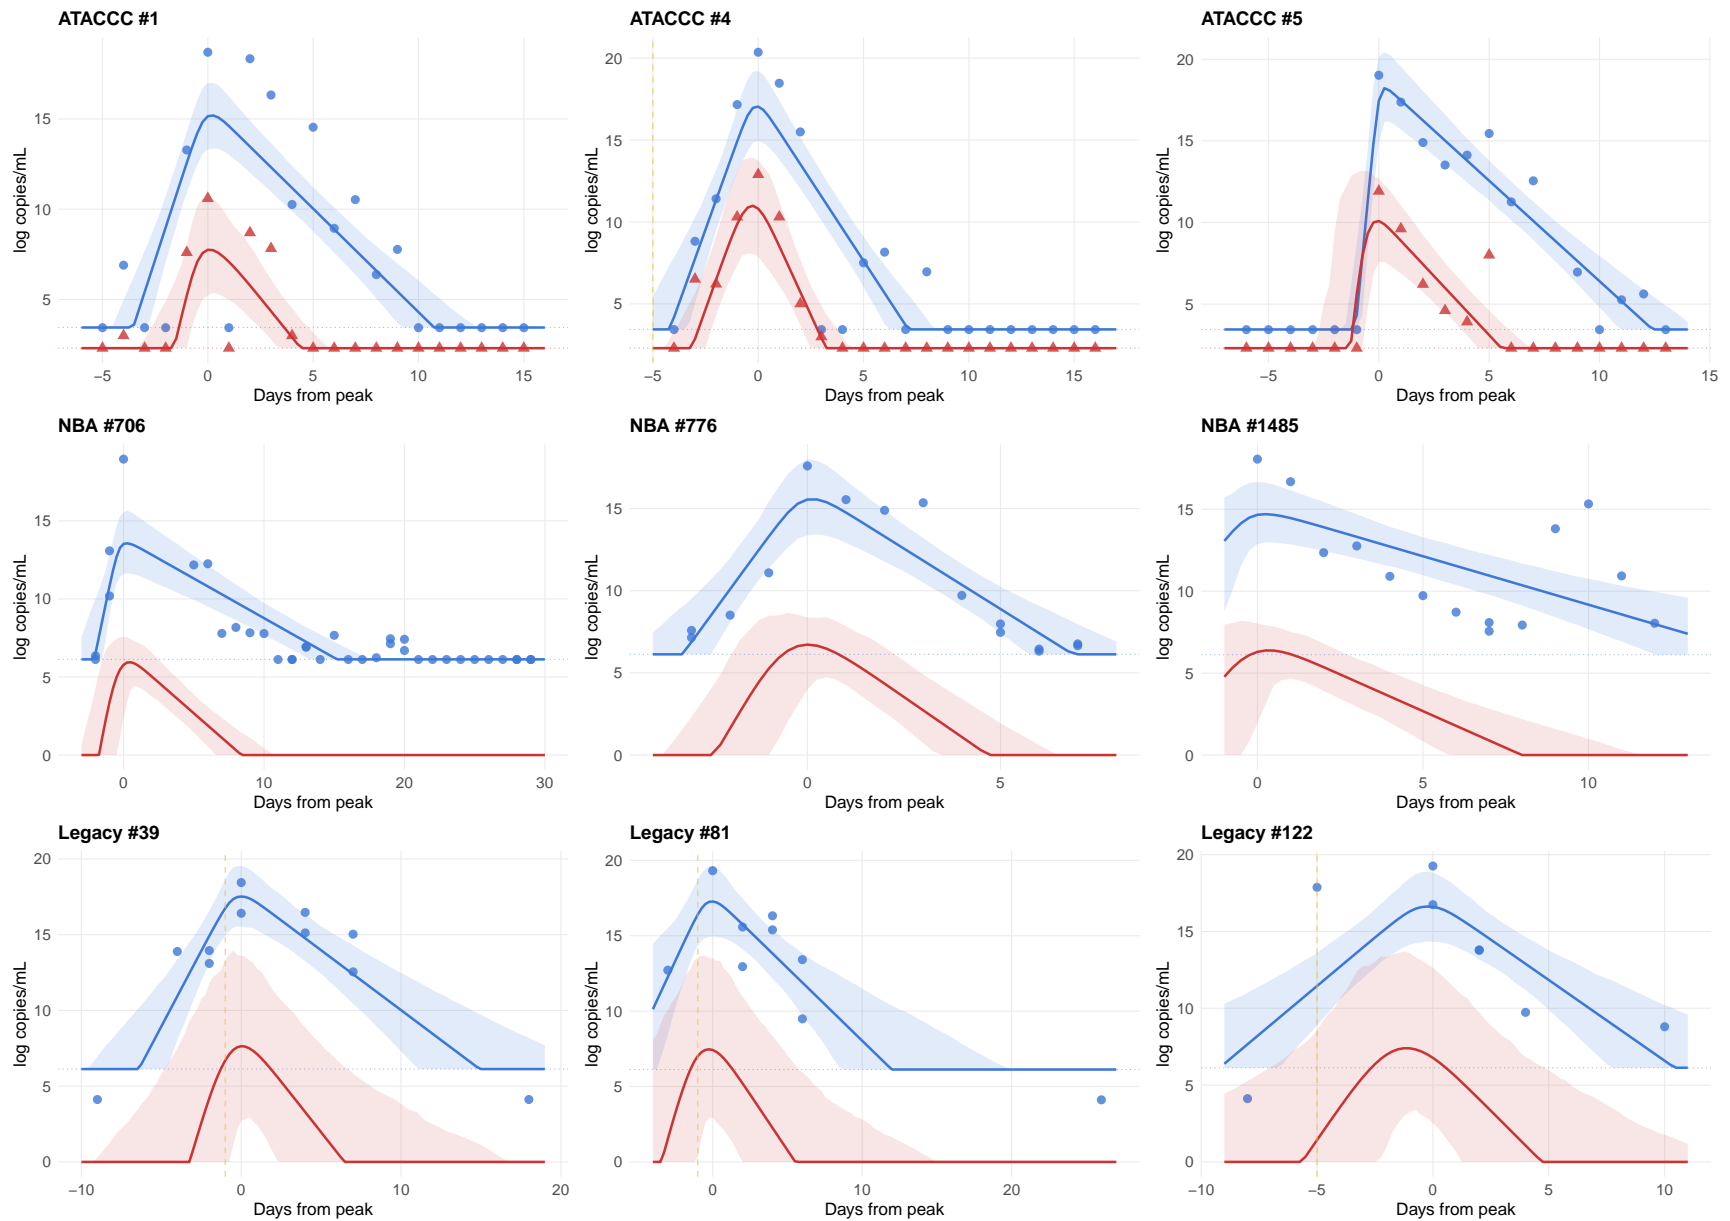 ATACCC #1
ATACCC #4
ATACCC #5
log copies/mL
15
10
5
−5
0
5
10
15
Days from peak
log copies/mL
20
15
10
5
−5
0
5
10
15
Days from peak
log copies/mL
20
15
10
5
−5
0
5
10
15
Days from peak
NBA #706
NBA #776
NBA #1485
log copies/mL
15
10
5
0
0
10
20
30
Days from peak
log copies/mL
15
10
5
0
0
5
Days from peak
log copies/mL
15
10
5
0
0
5
10
Days from peak
Legacy #39
Legacy #81
Legacy #122
log copies/mL
20
15
10
5
0
−10
0
10
20
Days from peak
log copies/mL
20
15
10
5
0
0
10
20
Days from peak
log copies/mL
20
15
10
5
0
−10
−5
0
5
10
Days from peak